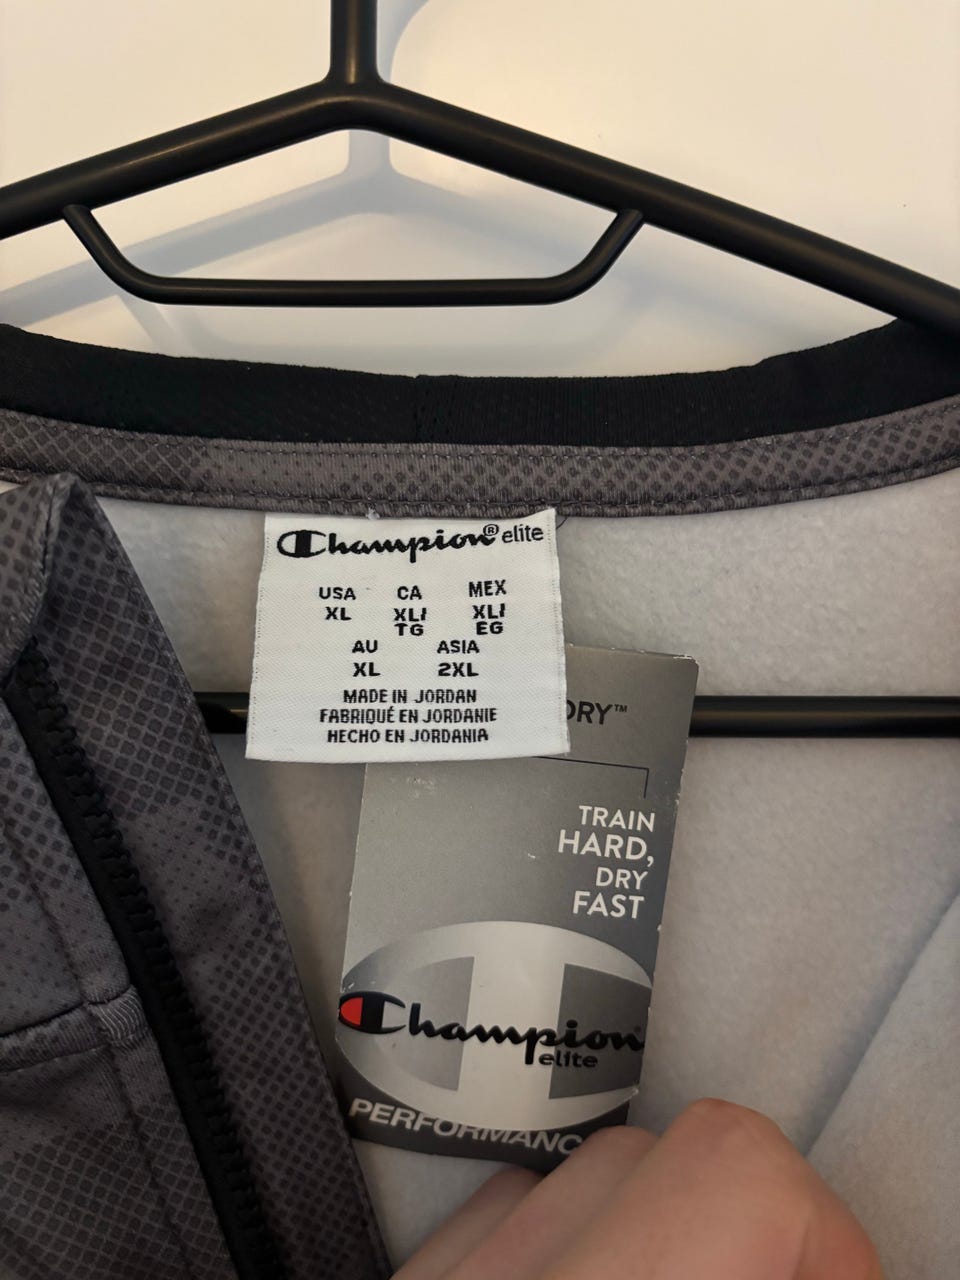 Champion® elite
USA CA MEX
XL XL/ XL/
TG EG
AU ASIA
XL 2XL
MADE IN JORDAN
FABRIQUÉ EN JORDANIE
HECHO EN JORDANIA
DRY™
TRAIN
HARD,
DRY
FAST
Champion
elite
PERFORMANC